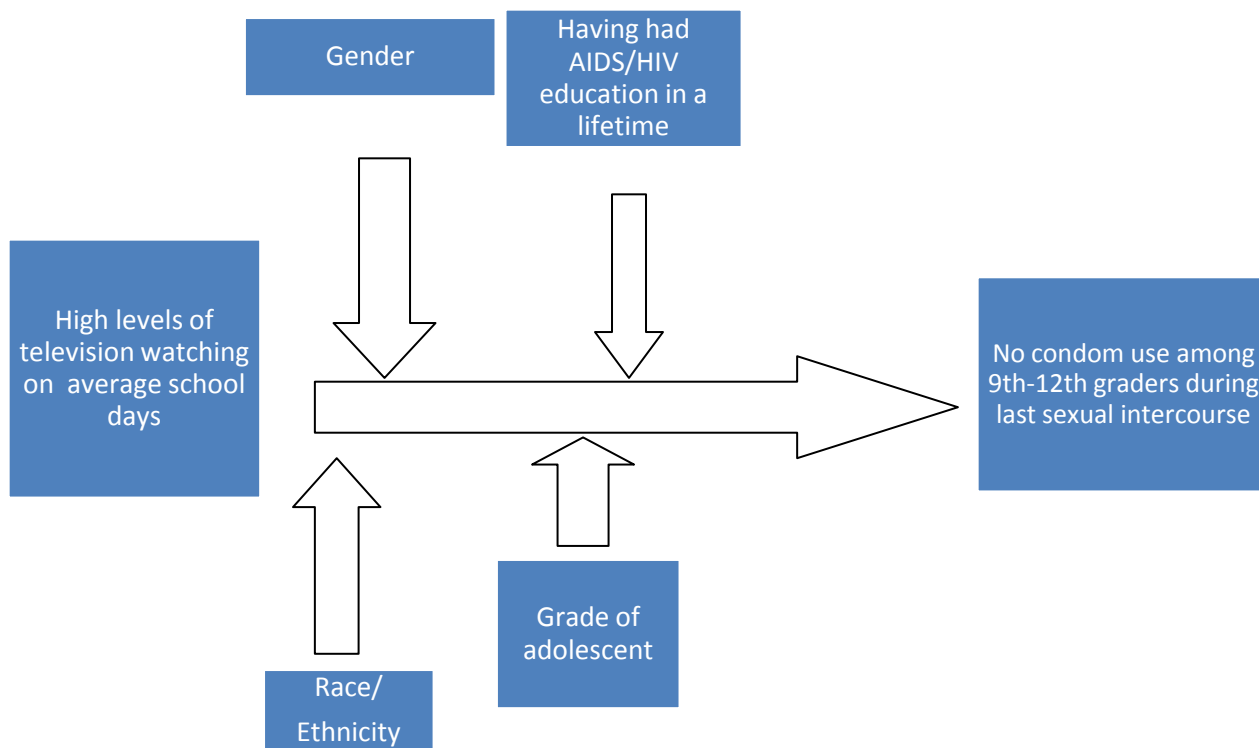 Gender
Having had
AIDS/HIV
education in a
lifetime
High levels of
television watching
on average school
days
No condom use among
9th-12th graders during
last sexual intercourse
Grade of
adolescent
Race/
Ethnicity